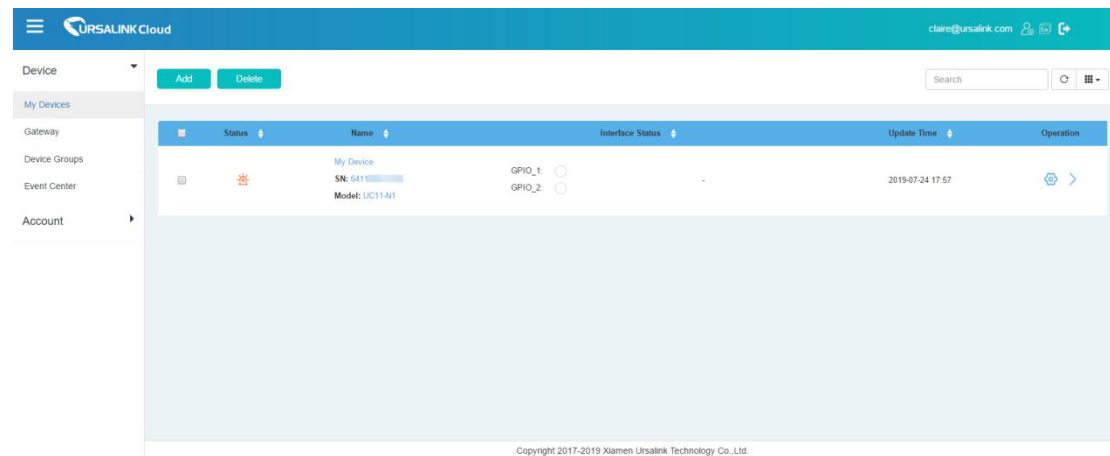 URSALINK Cloud
claire@ursalink.com En
Device
Add Delete Search
My Devices
Gateway
Device Groups
Event Center
Account
Status Name Interface Status Update Time Operation
My Device
SN: 6411
Model: UC11-N1
GPIO_1:
GPIO_2:
-
2019-07-24 17:57
Copyright 2017-2019 Xiamen Ursalink Technology Co.,Ltd.